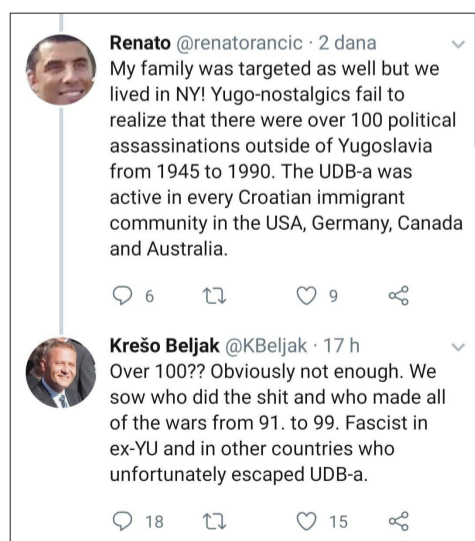 Renato @renatorancic · 2 dana
My family was targeted as well but we
lived in NY! Yugo-nostalgics fail to
realize that there were over 100 political
assassinations outside of Yugoslavia
from 1945 to 1990. The UDB-a was
active in every Croatian immigrant
community in the USA, Germany, Canada
and Australia.
6 9
Krešo Beljak @KBeljak · 17 h
Over 100?? Obviously not enough. We
sow who did the shit and who made all
of the wars from 91. to 99. Fascist in
ex-YU and in other countries who
unfortunately escaped UDB-a.
18 15